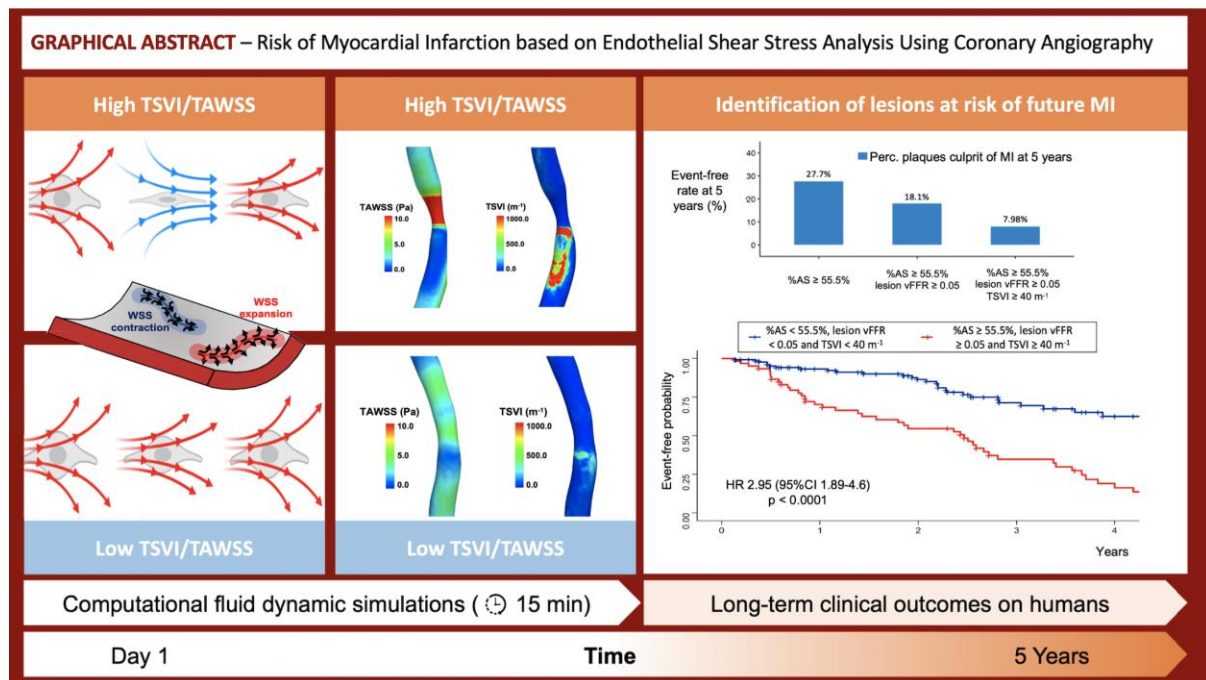 GRAPHICAL ABSTRACT – Risk of Myocardial Infarction based on Endothelial Shear Stress Analysis Using Coronary Angiography
High TSVI/TAWSS
WSS
contraction
WSS
expansion
Low TSVI/TAWSS
High TSVI/TAWSS
TAWSS (Pa)
10.0
5.0
0.0
TSVI (m⁻¹)
1000.0
500.0
0.0
TAWSS (Pa)
10.0
5.0
0.0
TSVI (m⁻¹)
1000.0
500.0
0.0
Low TSVI/TAWSS
Identification of lesions at risk of future MI
Event-free
rate at 5
years (%)
40
30
20
10
0
Perc. plaques culprit of MI at 5 years
27.7%
18.1%
7.98%
%AS ≥ 55.5%
%AS ≥ 55.5%
lesion vFFR ≥ 0.05
%AS ≥ 55.5%
lesion vFFR ≥ 0.05
TSVI ≥ 40 m⁻¹
%AS < 55.5%, lesion vFFR
< 0.05 and TSVI < 40 m⁻¹
%AS ≥ 55.5%, lesion vFFR
≥ 0.05 and TSVI ≥ 40 m⁻¹
Event-free probability
1.00
0.75
0.50
0.25
0.00
HR 2.95 (95%CI 1.89-4.6)
p < 0.0001
0 1 2 3 4
Years
Computational fluid dynamic simulations ( 15 min)
Long-term clinical outcomes on humans
Day 1 Time 5 Years